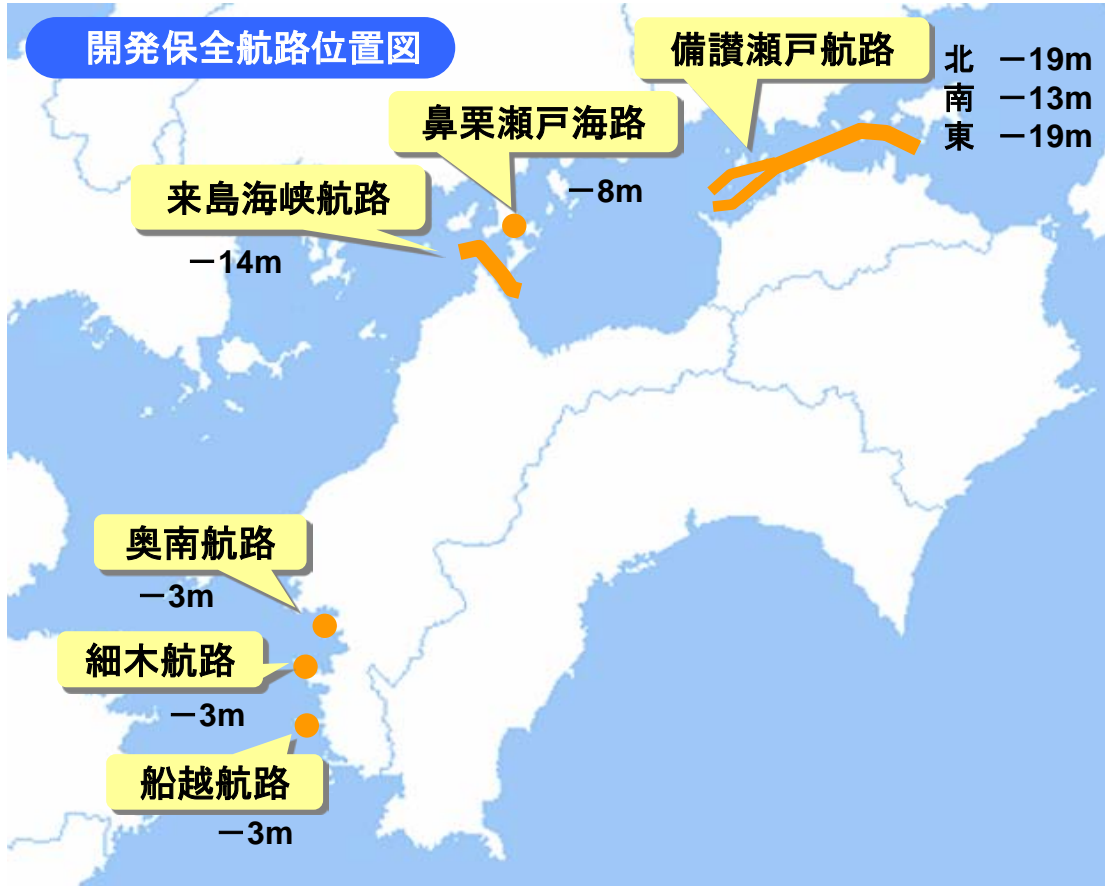 開発保全航路位置図
備讃瀬戸航路
北 －19m
南 －13m
東 －19m
鼻栗瀬戸海路
－8m
来島海峡航路
－14m
奥南航路
－3m
細木航路
－3m
船越航路
－3m